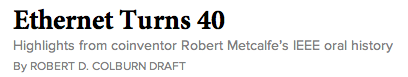 Ethernet Turns 40
Highlights from coinventor Robert Metcalfe's IEEE oral history
By ROBERT D. COLBURN DRAFT